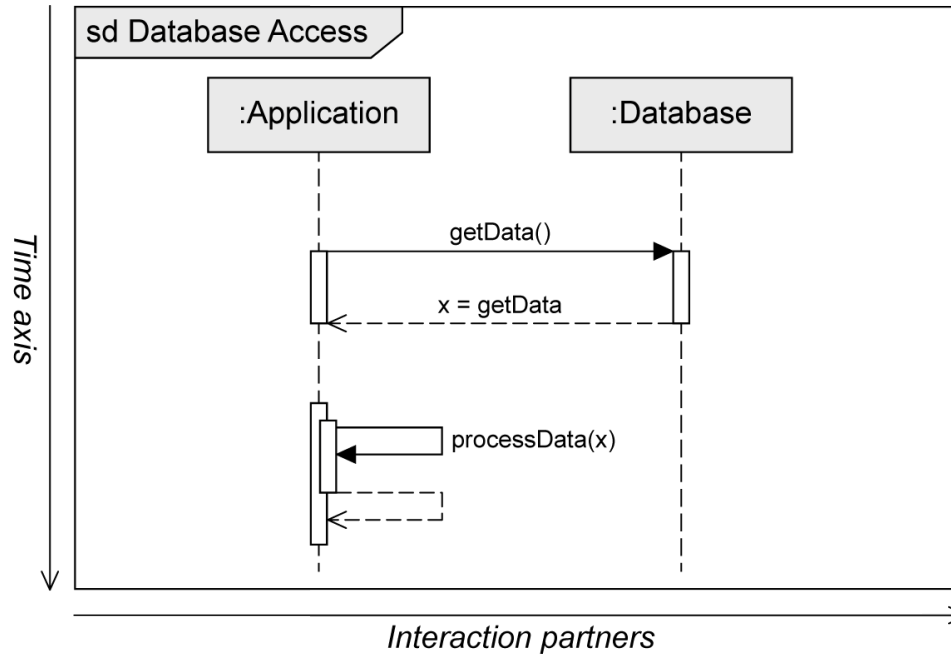 sd Database Access
:Application
:Database
getData()
x = getData
Time axis
processData(x)
Interaction partners